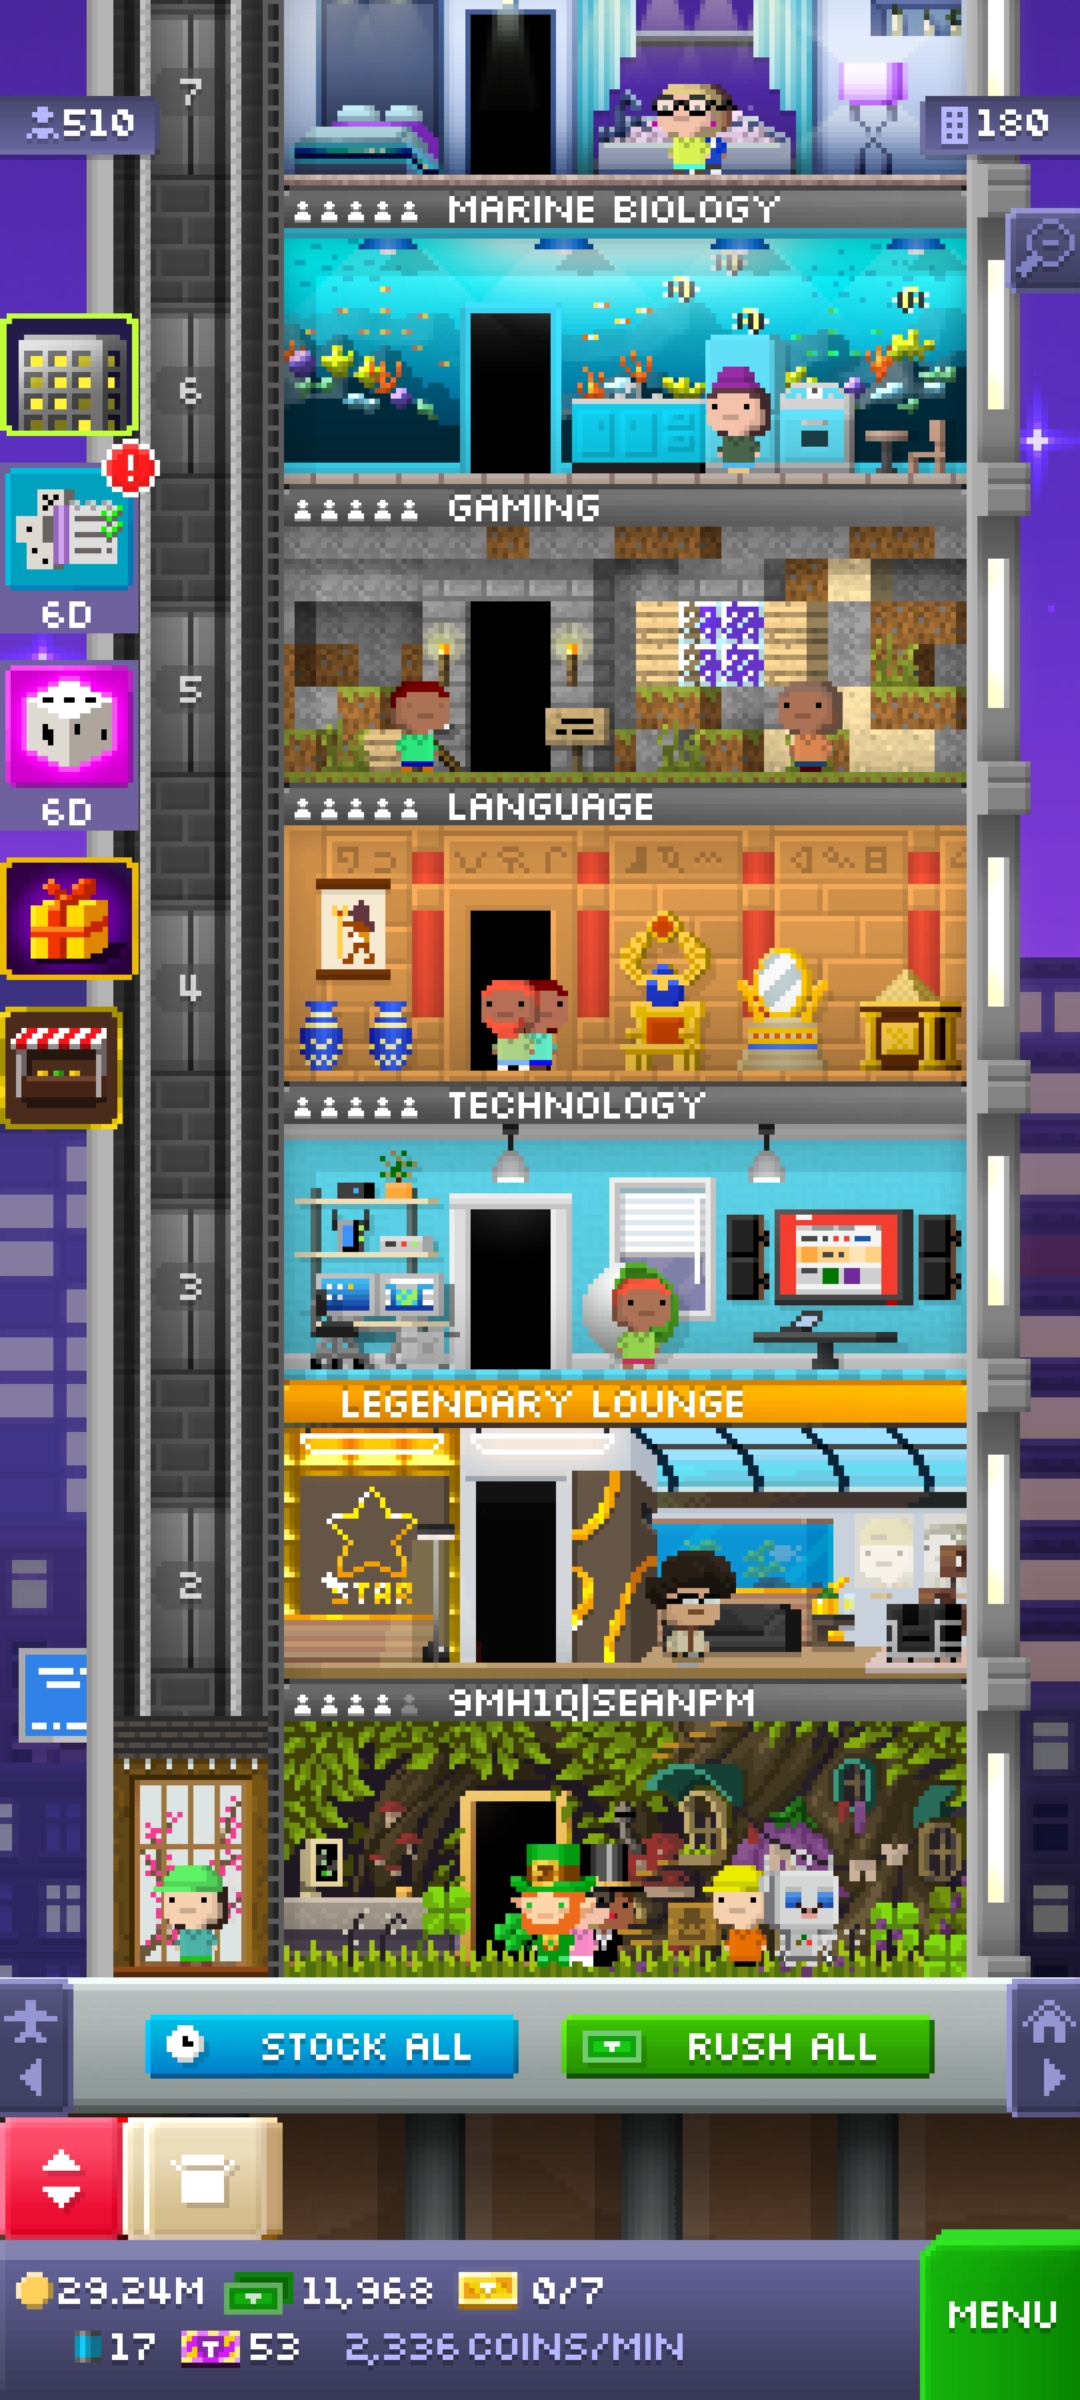 7
510
180
MARINE BIOLOGY
6
GAMING
6D
5
6D
LANGUAGE
4
TECHNOLOGY
3
LEGENDARY LOUNGE
STAR
2
9MH1Q|SEANPM
STOCK ALL
RUSH ALL
29.24M
11,968
0/7
MENU
17
53
2,336 COINS/MIN